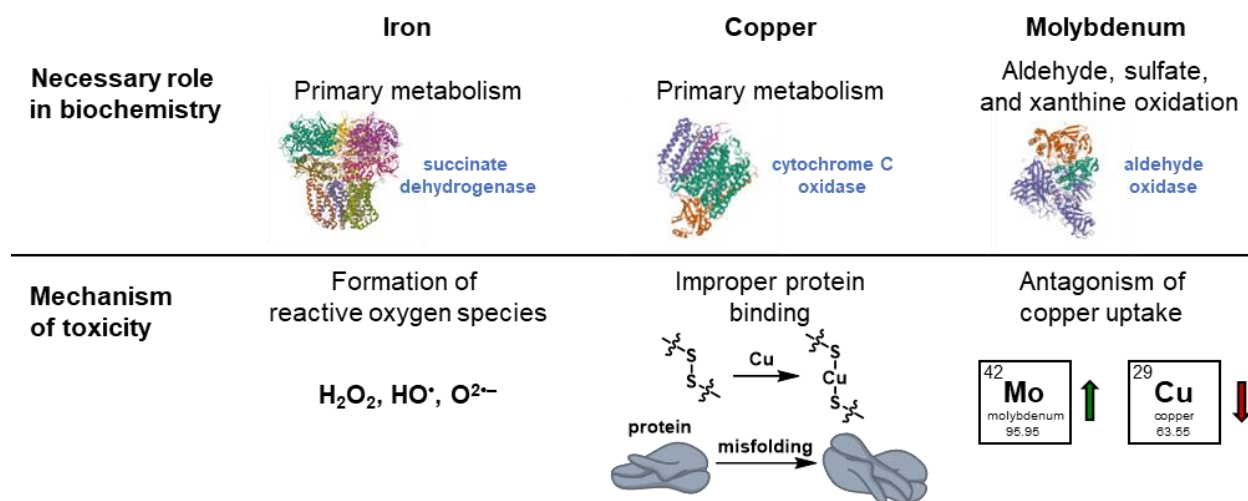 Iron
Copper
Molybdenum
Necessary role
in biochemistry
Primary metabolism
succinate
dehydrogenase
Primary metabolism
cytochrome C
oxidase
Aldehyde, sulfate,
and xanthine oxidation
aldehyde
oxidase
Mechanism
of toxicity
Formation of
reactive oxygen species
H₂O₂, HO•, O²•–
Improper protein
binding
S
S
Cu
S
Cu
S
protein
misfolding
Antagonism of
copper uptake
42
Mo
molybdenum
95.95
29
Cu
copper
63.55